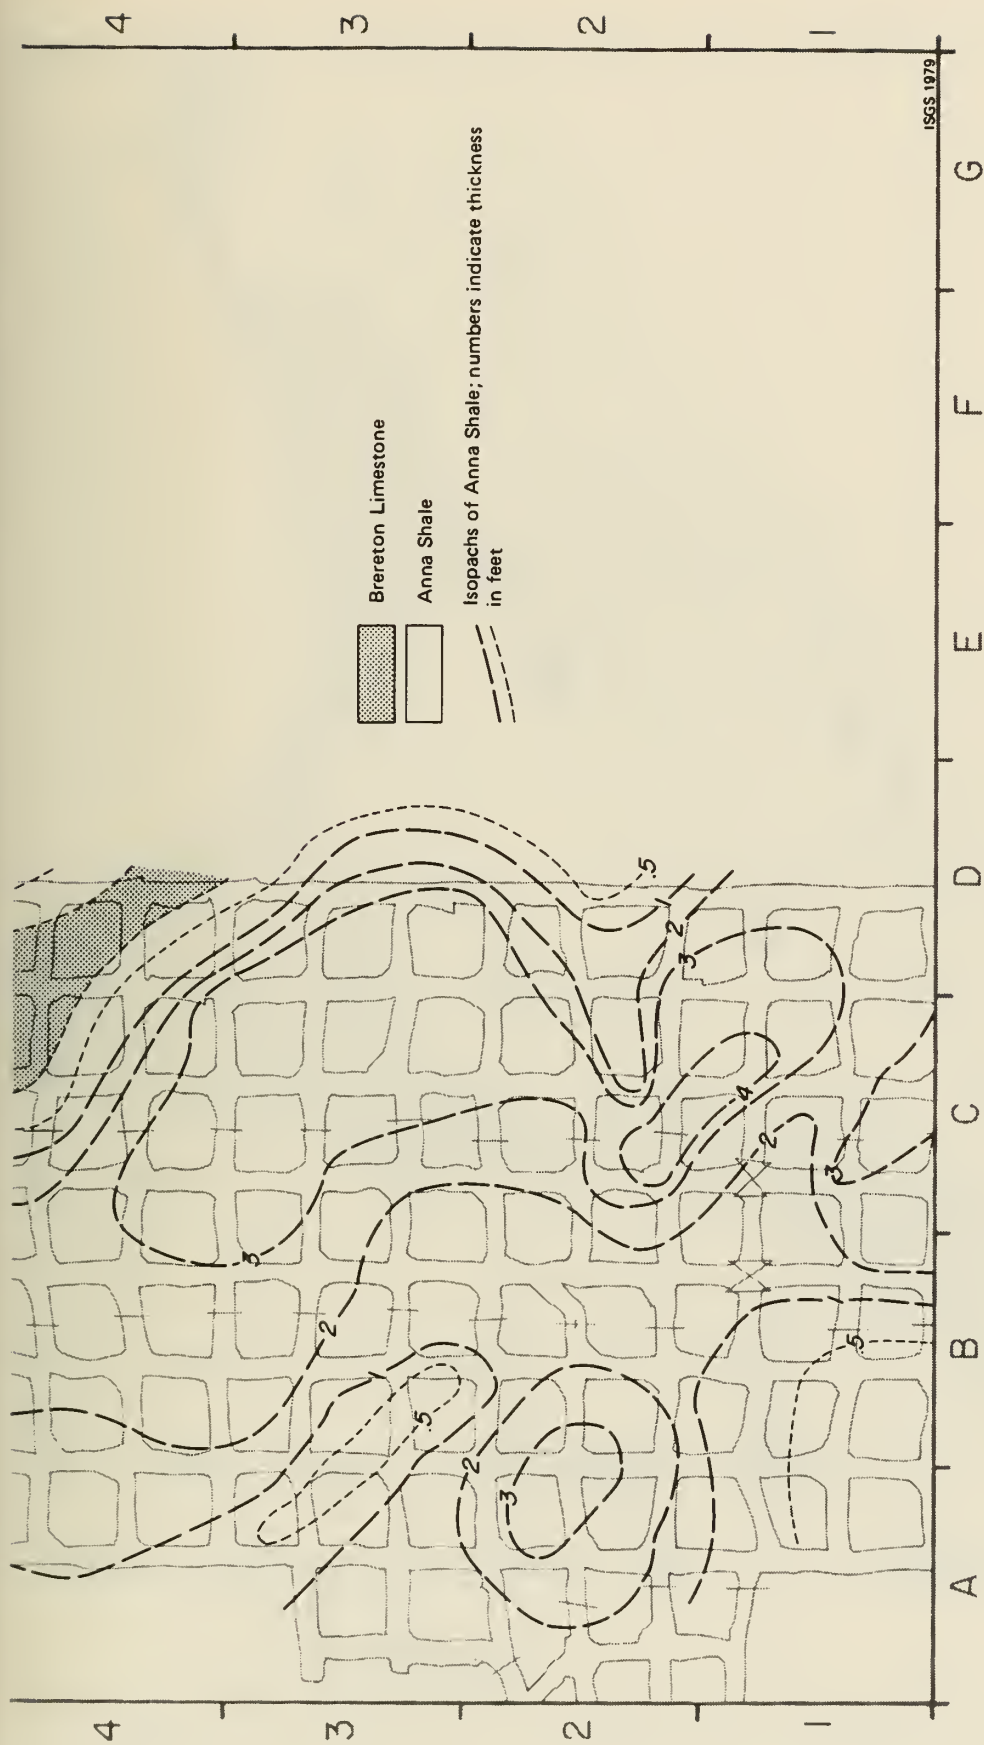 4
3
2
1
Brereton Limestone
Anna Shale
Isopachs of Anna Shale; numbers indicate thickness
in feet
ISGS 1979
.5
2
3
4
2
3
3
2
.5
2
3
.5
4
3
2
1
A
B
C
D
E
F
G